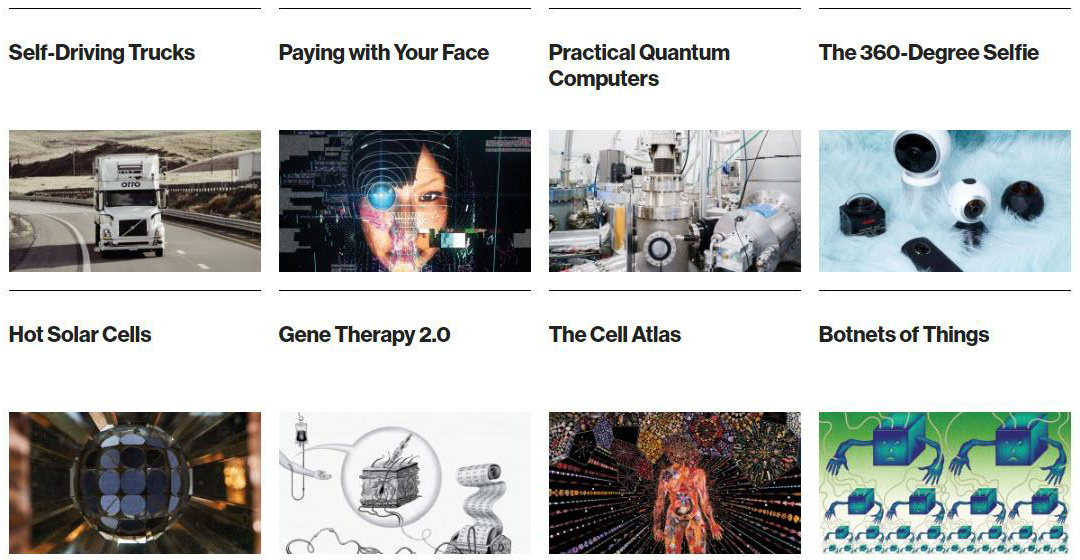 Self-Driving Trucks
Paying with Your Face
Practical Quantum
Computers
The 360-Degree Selfie
OTTO
Hot Solar Cells
Gene Therapy 2.0
The Cell Atlas
Botnets of Things